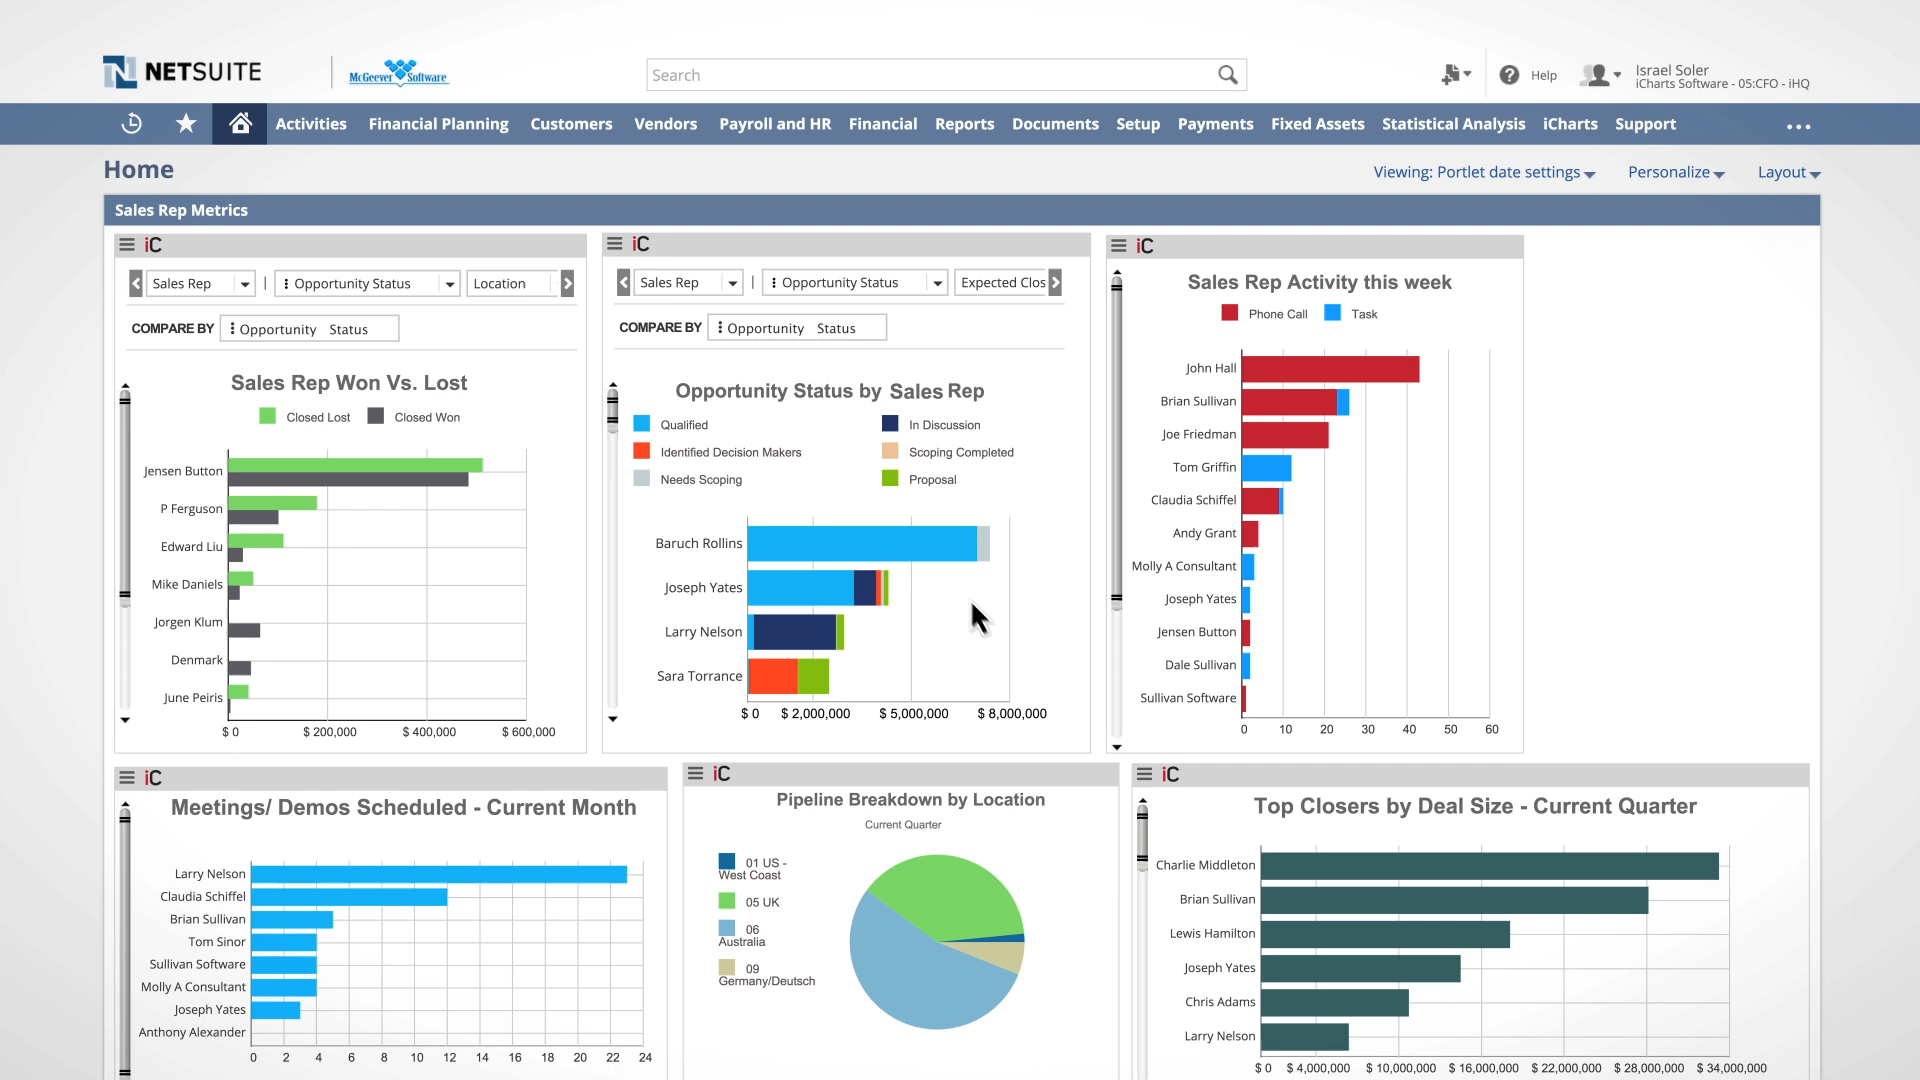 NETSUITE
McGeever Software
Search
Help
Israel Soler
iCharts Software - 05:CFO - iHQ
Activities Financial Planning Customers Vendors Payroll and HR Financial Reports Documents Setup Payments Fixed Assets Statistical Analysis iCharts Support
Home
Viewing: Portlet date settings Personalize Layout
Sales Rep Metrics
iC
Sales Rep | Opportunity Status Location
COMPARE BY Opportunity Status
Sales Rep Won Vs. Lost
Closed Lost Closed Won
Jensen Button
P Ferguson
Edward Liu
Mike Daniels
Jorgen Klum
Denmark
June Peiris
$ 0 $ 200,000 $ 400,000 $ 600,000
iC
Sales Rep | Opportunity Status Expected Clos
COMPARE BY Opportunity Status
Opportunity Status by Sales Rep
Qualified In Discussion
Identified Decision Makers Scoping Completed
Needs Scoping Proposal
Baruch Rollins
Joseph Yates
Larry Nelson
Sara Torrance
$ 0 $ 2,000,000 $ 5,000,000 $ 8,000,000
iC
Sales Rep Activity this week
Phone Call Task
John Hall
Brian Sullivan
Joe Friedman
Tom Griffin
Claudia Schiffel
Andy Grant
Molly A Consultant
Joseph Yates
Jensen Button
Dale Sullivan
Sullivan Software
0 10 20 30 40 50 60
iC
Meetings/ Demos Scheduled - Current Month
Larry Nelson
Claudia Schiffel
Brian Sullivan
Tom Sinor
Sullivan Software
Molly A Consultant
Joseph Yates
Anthony Alexander
0 2 4 6 8 10 12 14 16 18 20 22 24
iC
Pipeline Breakdown by Location
Current Quarter
01 US -
West Coast
05 UK
06
Australia
09
Germany/Deutsch
iC
Top Closers by Deal Size - Current Quarter
Charlie Middleton
Brian Sullivan
Lewis Hamilton
Joseph Yates
Chris Adams
Larry Nelson
$ 0 $ 4,000,000 $ 10,000,000 $ 16,000,000 $ 22,000,000 $ 28,000,000 $ 34,000,000